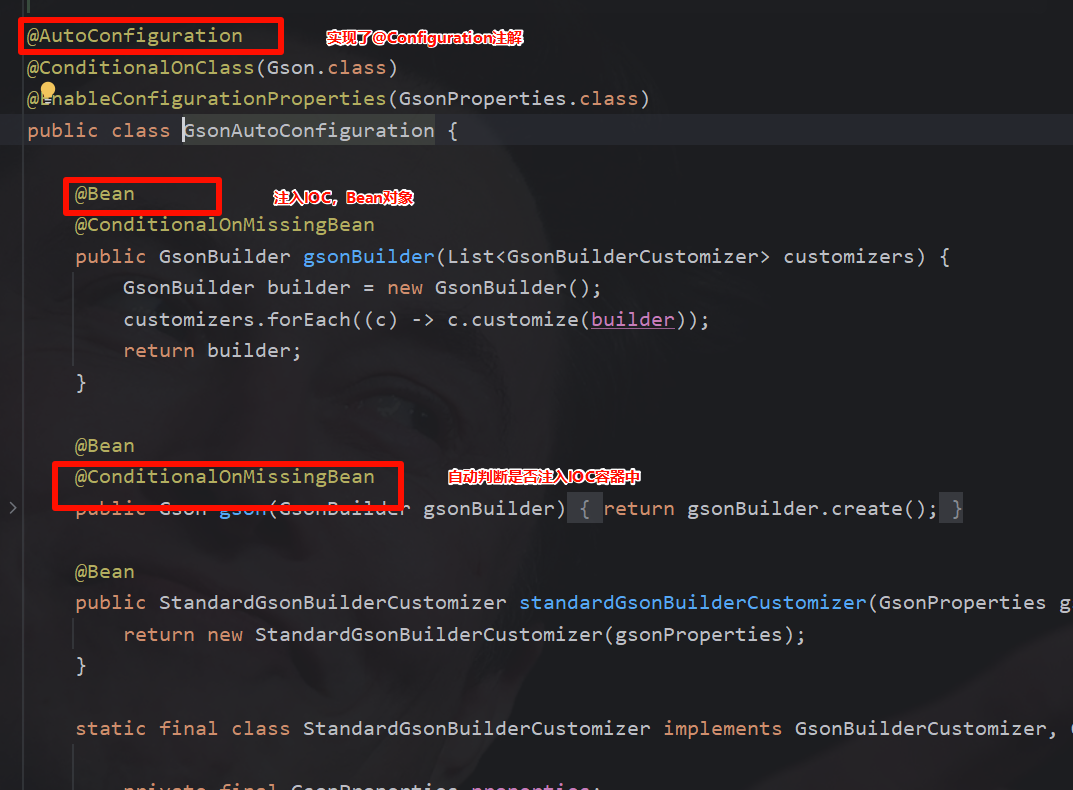 @AutoConfiguration 实现了@Configuration注解
@ConditionalOnClass(Gson.class)
@EnableConfigurationProperties(GsonProperties.class)
public class GsonAutoConfiguration {
@Bean 注入IOC，Bean对象
@ConditionalOnMissingBean
public GsonBuilder gsonBuilder(List<GsonBuilderCustomizer> customizers) {
GsonBuilder builder = new GsonBuilder();
customizers.forEach((c) -> c.customize(builder));
return builder;
}
@Bean
@ConditionalOnMissingBean 自动判断是否注入IOC容器中
public Gson gson(GsonBuilder gsonBuilder) { return gsonBuilder.create(); }
@Bean
public StandardGsonBuilderCustomizer standardGsonBuilderCustomizer(GsonProperties g
return new StandardGsonBuilderCustomizer(gsonProperties);
}
static final class StandardGsonBuilderCustomizer implements GsonBuilderCustomizer,
private final GsonProperties properties;